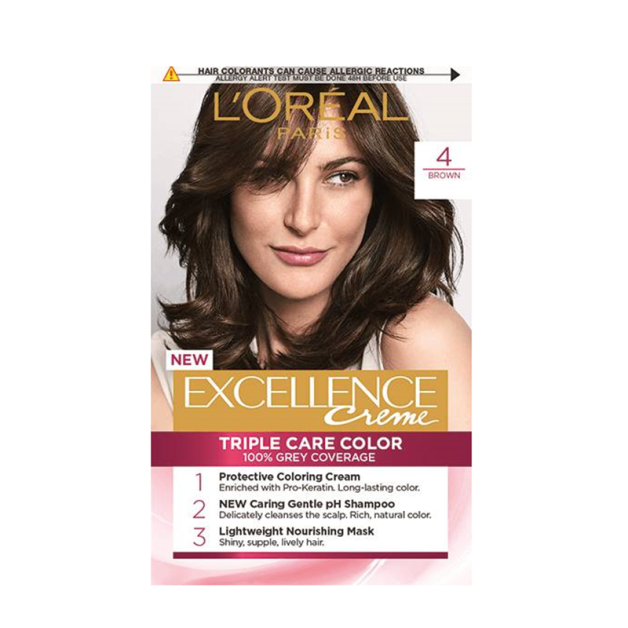 HAIR COLORANTS CAN CAUSE ALLERGIC REACTIONS
ALLERGY ALERT TEST MUST BE DONE 48H BEFORE USE
L'ORÉAL
PARiS
4
BROWN
NEW
EXCELLENCE
Creme
TRIPLE CARE COLOR
100% GREY COVERAGE
1 Protective Coloring Cream
Enriched with Pro-Keratin. Long-lasting color.
2 NEW Caring Gentle pH Shampoo
Delicately cleanses the scalp. Rich, natural color.
3 Lightweight Nourishing Mask
Shiny, supple, lively hair.